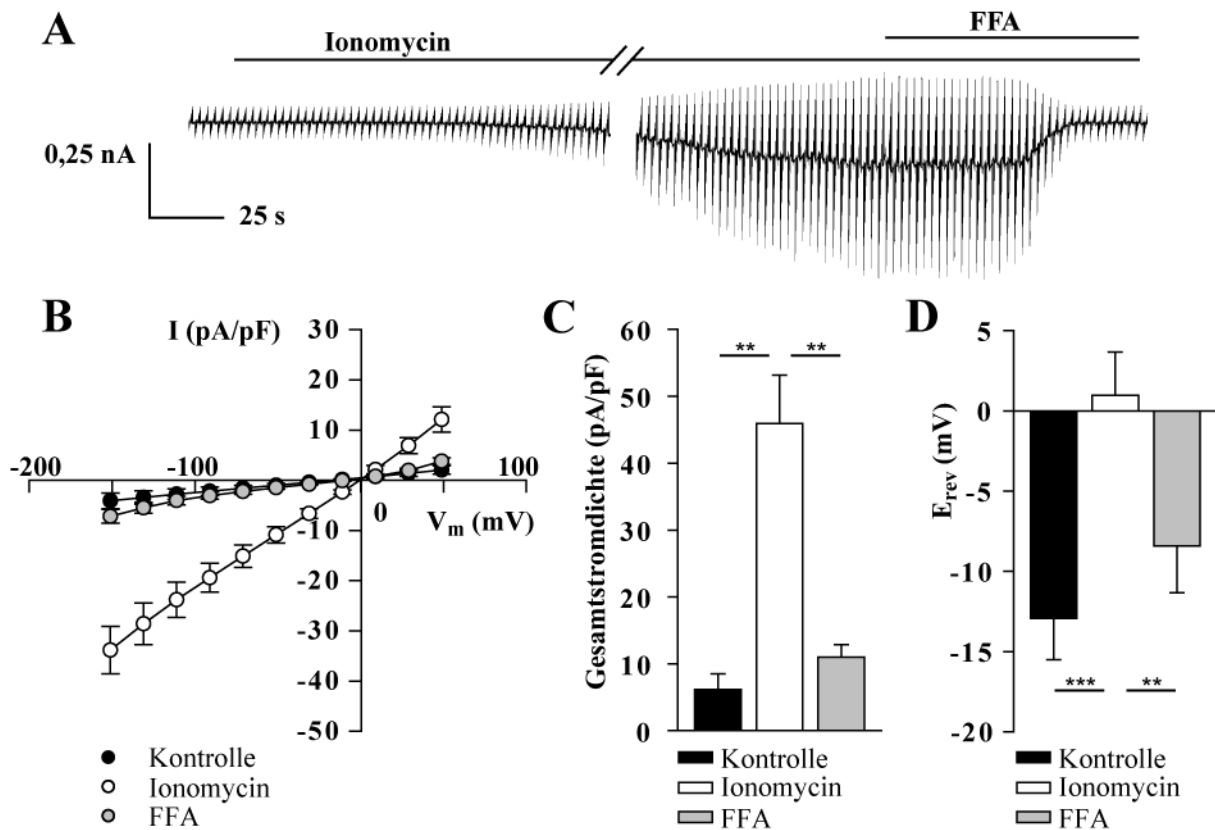 A
Ionomycin
FFA
0,25 nA
25 s
B
I (pA/pF)
30
20
10
-200
-100
0
100
V_m (mV)
-10
-20
-30
-40
-50
Kontrolle
Ionomycin
FFA
C
Gesamtstromdichte (pA/pF)
60
50
40
30
20
10
0
**
**
Kontrolle
Ionomycin
FFA
D
E_rev (mV)
5
0
-5
-10
-15
-20
***
**
Kontrolle
Ionomycin
FFA